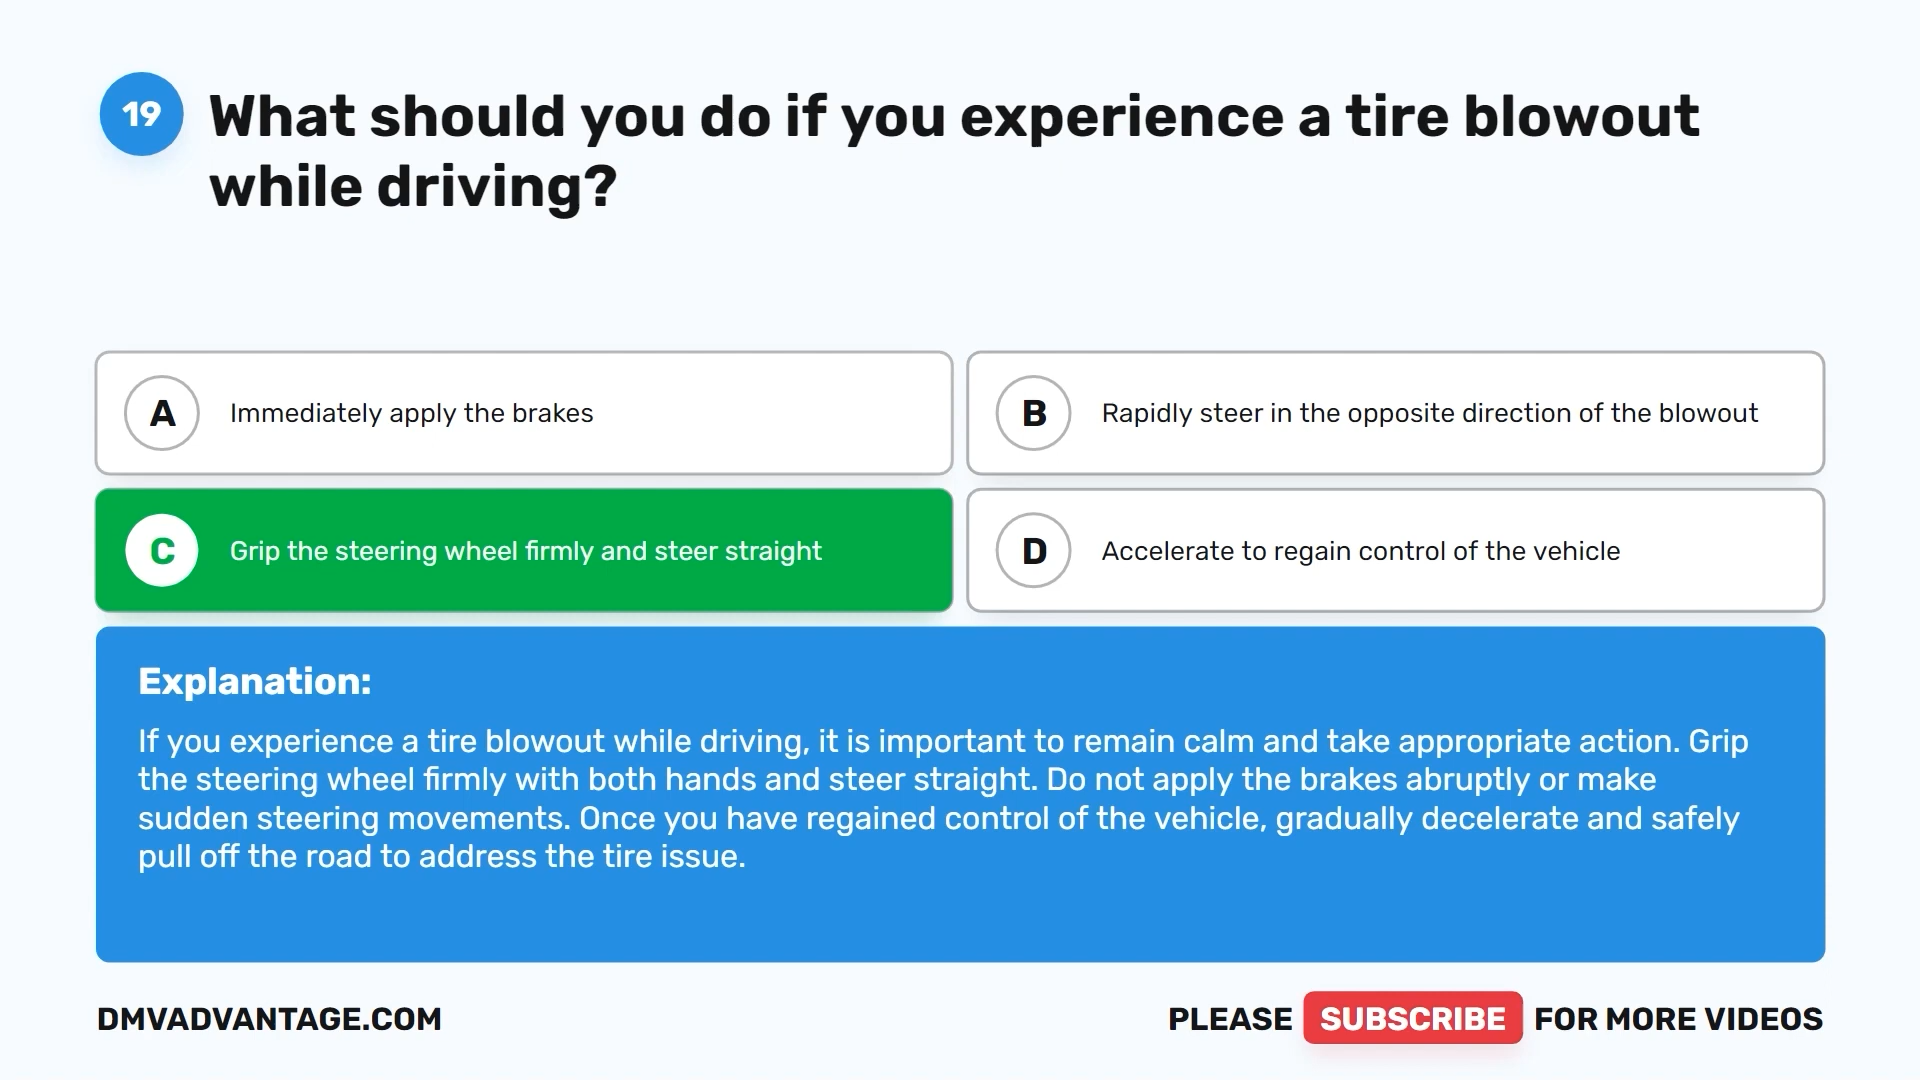 19
What should you do if you experience a tire blowout
while driving?
A Immediately apply the brakes
B Rapidly steer in the opposite direction of the blowout
C Grip the steering wheel firmly and steer straight
D Accelerate to regain control of the vehicle
Explanation:
If you experience a tire blowout while driving, it is important to remain calm and take appropriate action. Grip
the steering wheel firmly with both hands and steer straight. Do not apply the brakes abruptly or make
sudden steering movements. Once you have regained control of the vehicle, gradually decelerate and safely
pull off the road to address the tire issue.
DMVADVANTAGE.COM
PLEASE SUBSCRIBE FOR MORE VIDEOS